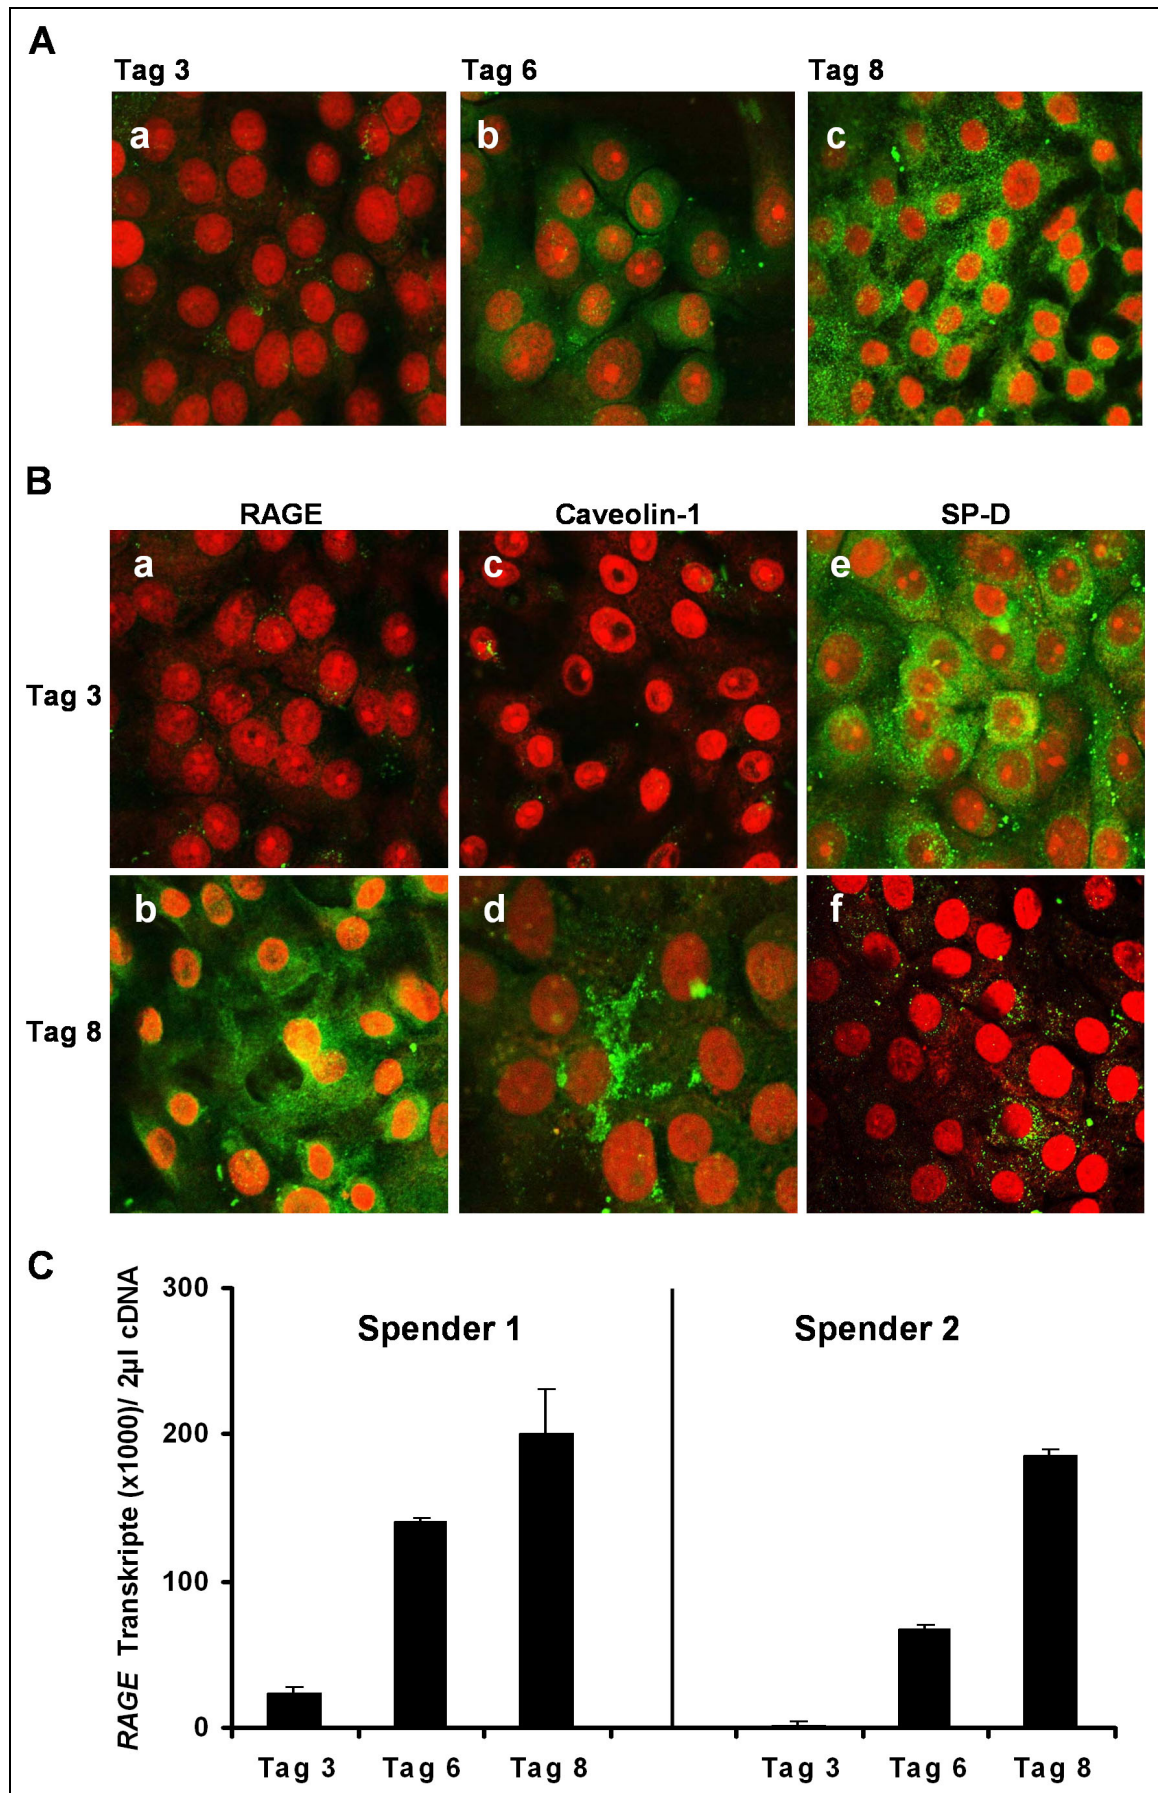 A
Tag 3 Tag 6 Tag 8
a b c
B
RAGE Caveolin-1 SP-D
a c e
Tag 3
b d f
Tag 8
C
RAGE Transkripte (x1000)/ 2µl cDNA
300
200
100
0
Spender 1 Spender 2
Tag 3 Tag 6 Tag 8 Tag 3 Tag 6 Tag 8